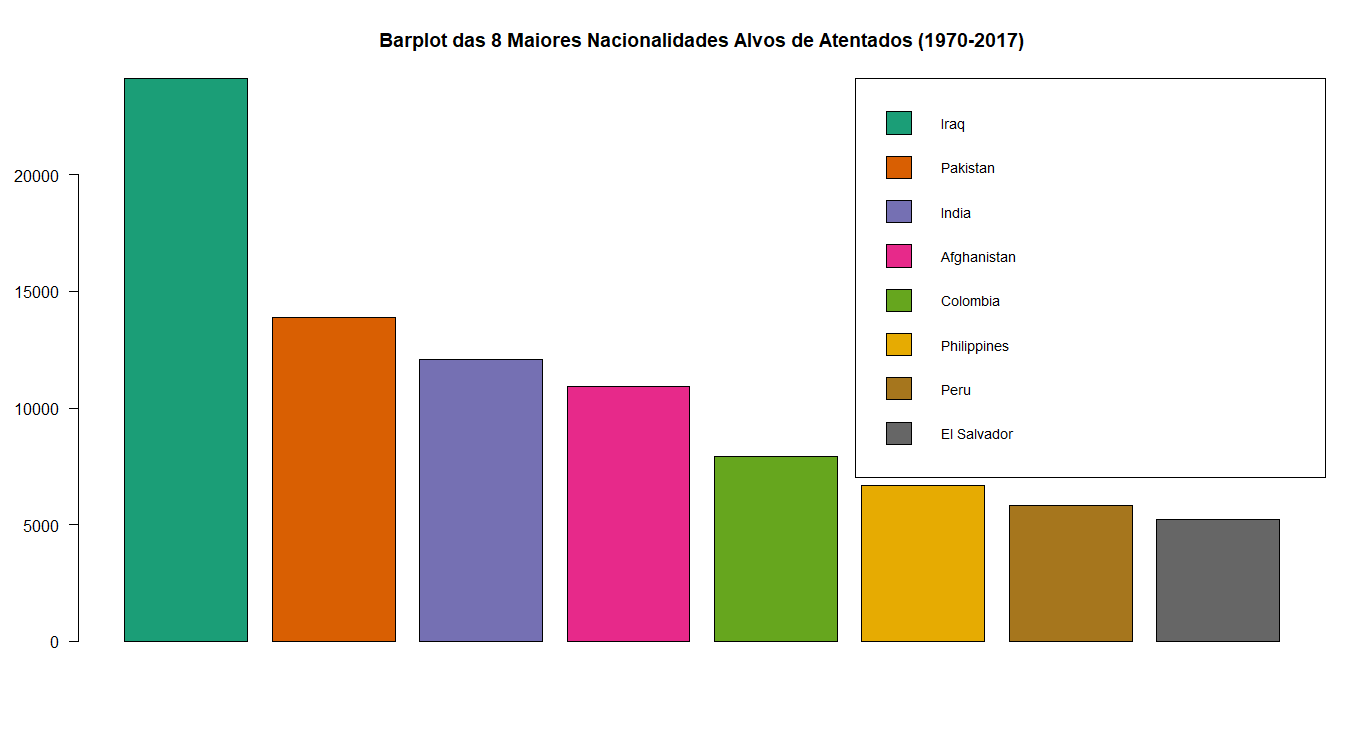 Barplot das 8 Maiores Nacionalidades Alvos de Atentados (1970-2017)
20000
15000
10000
5000
0
Iraq
Pakistan
India
Afghanistan
Colombia
Philippines
Peru
El Salvador